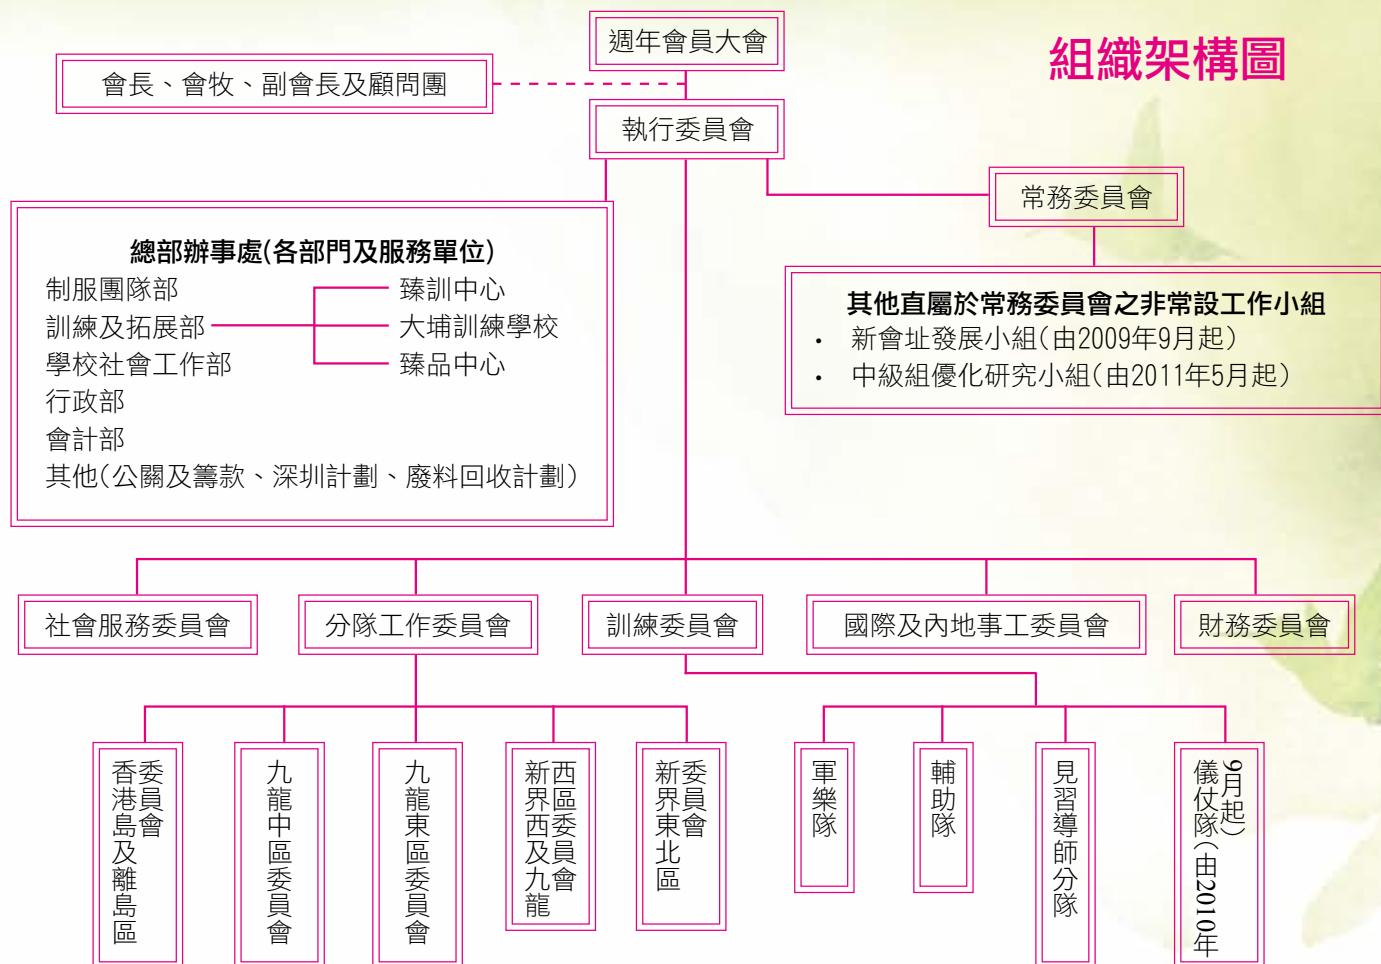 組織架構圖
週年會員大會
會長、會牧、副會長及顧問團
執行委員會
常務委員會
總部辦事處(各部門及服務單位)
制服團隊部
訓練及拓展部
學校社會工作部
行政部
會計部
其他(公關及籌款、深圳計劃、廢料回收計劃)
臻訓中心
大埔訓練學校
臻品中心
其他直屬於常務委員會之非常設工作小組
• 新會址發展小組(由2009年9月起)
• 中級組優化研究小組(由2011年5月起)
社會服務委員會
分隊工作委員會
訓練委員會
國際及內地事工委員會
財務委員會
香港島及離島區
委員會
九龍中區委員會
九龍東區委員會
新界西及九龍
西區委員會
新界東北區
委員會
軍樂隊
輔助隊
見習導師分隊
儀仗隊(由2010年
9月起)